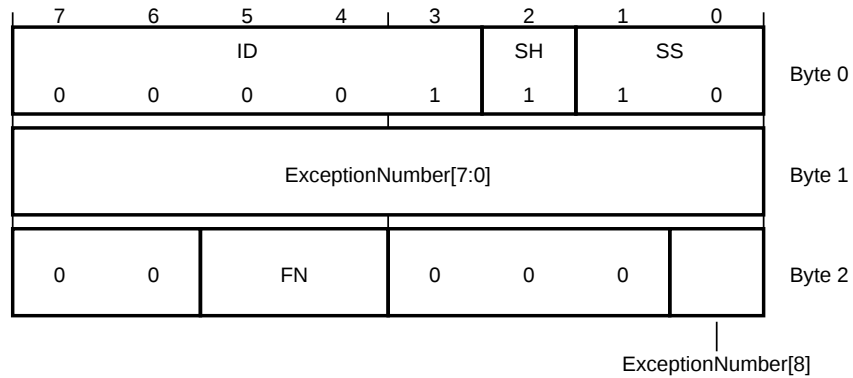 7 6 5 4 3 2 1 0
ID SH SS
0 0 0 0 1 1 1 0
Byte 0
ExceptionNumber[7:0]
Byte 1
0 0 FN 0 0 0
Byte 2
ExceptionNumber[8]